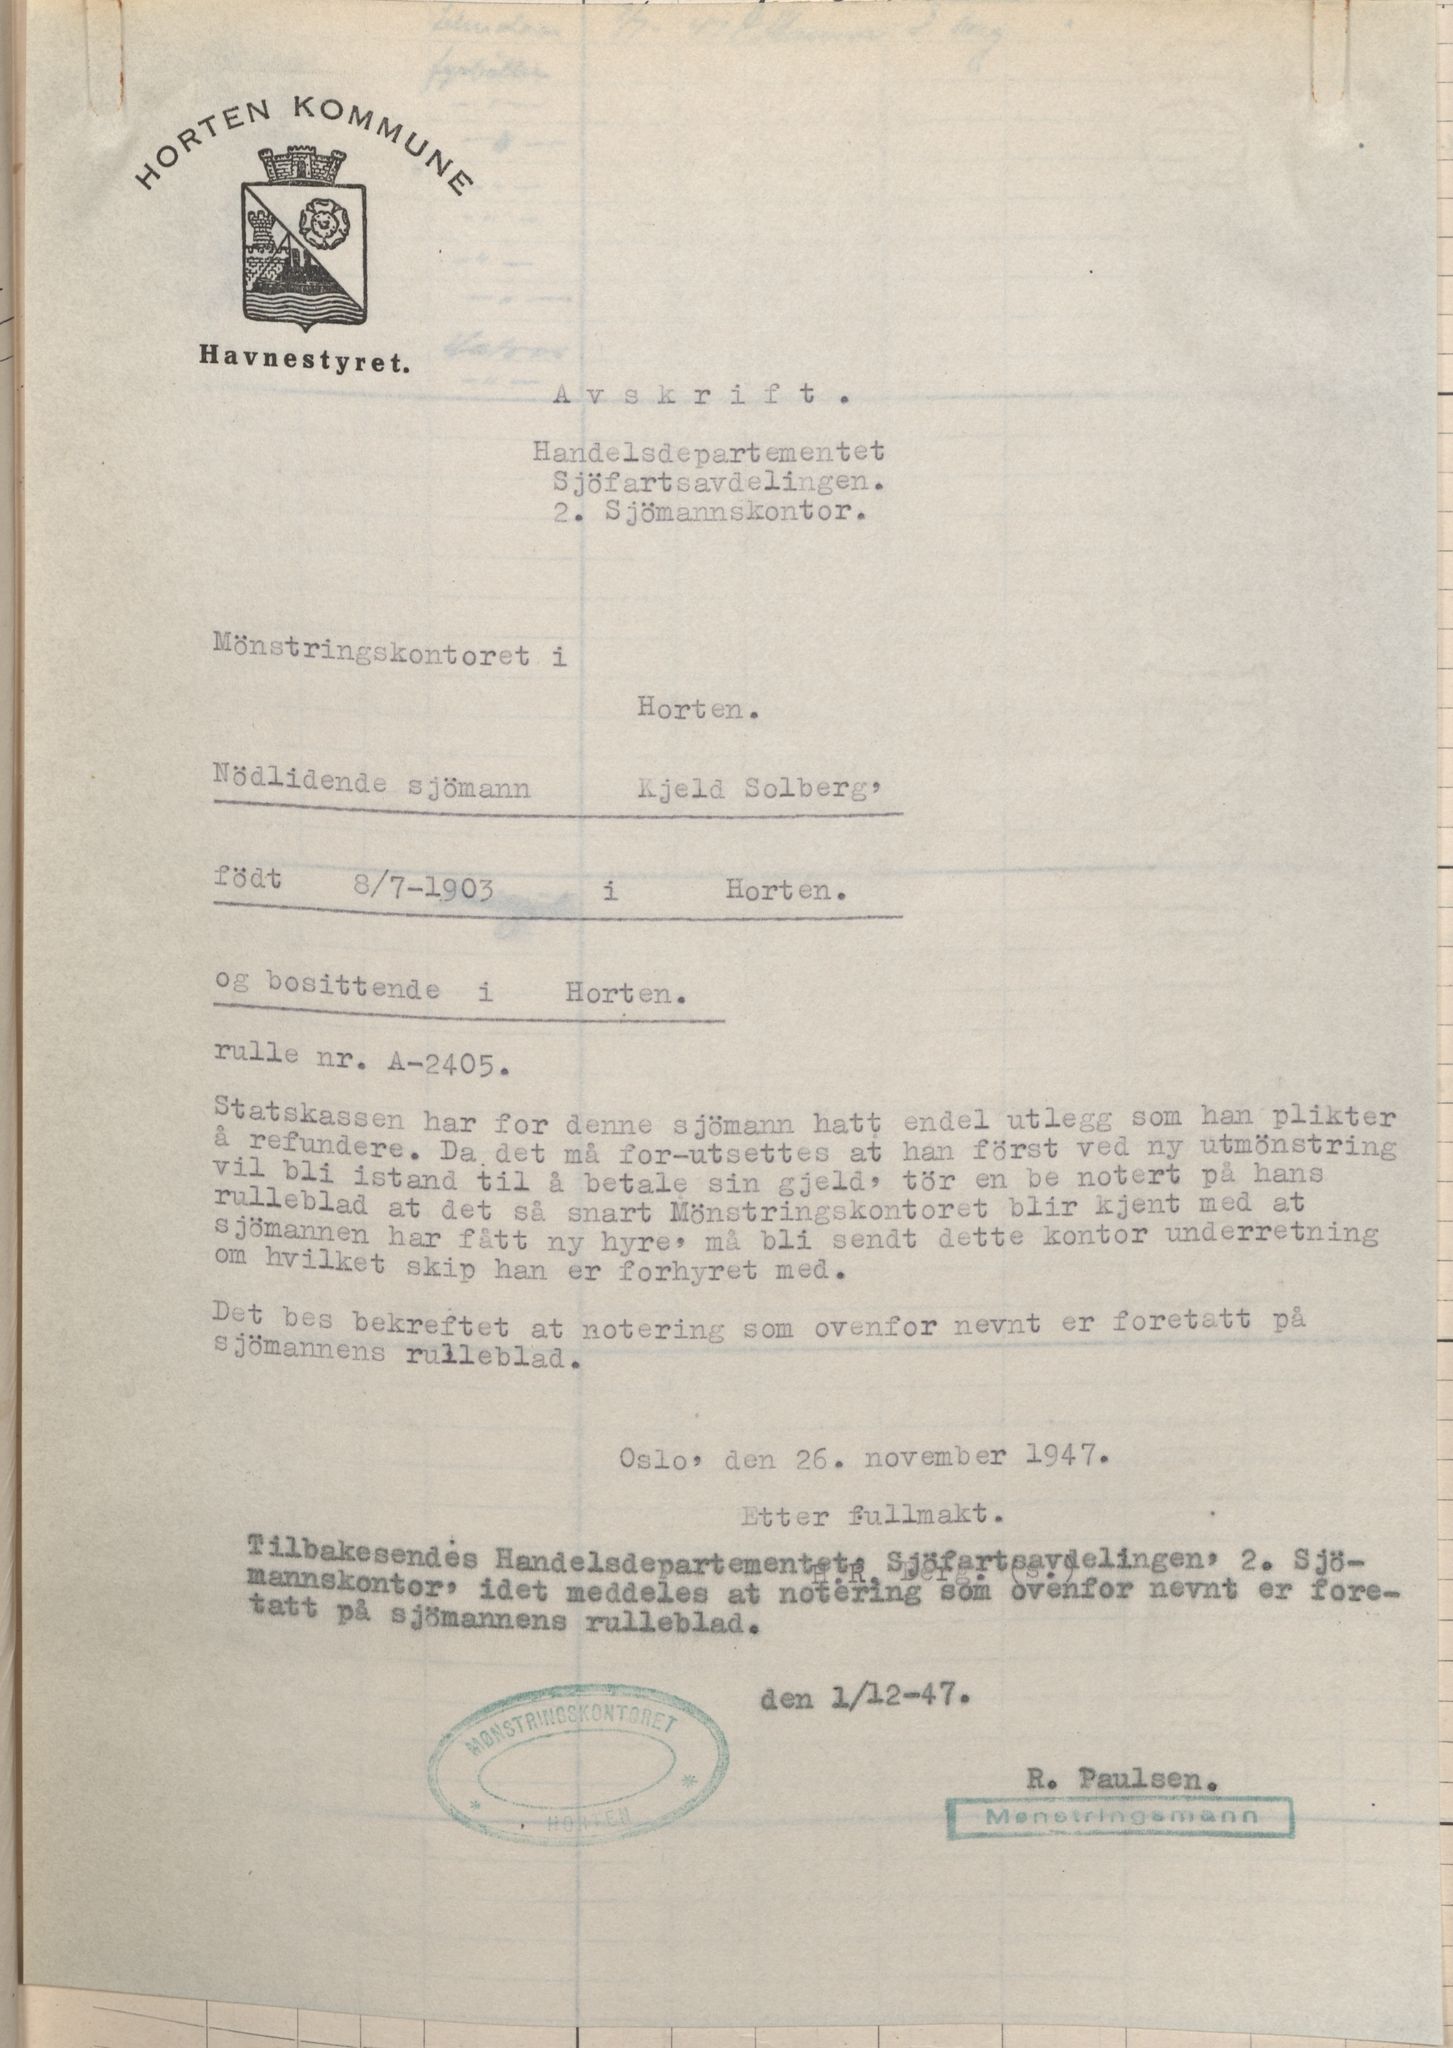 HORTEN KOMMUNE
Havnestyret.
Avskrift.
Handelsdepartementet
Sjöfartsavdelingen.
2. Sjömannskontor.
Mönstringskontoret i
Horten.
Nödlidende sjömann Kjeld Solberg,
födt 8/7-1903 i Horten.
og bosittende i Horten.
rulle nr. A-2405.
Statskassen har for denne sjömann hatt endel utlegg som han plikter
å refundere. Da det må for-utsettes at han först ved ny utmönstring
vil bli istand til å betale sin gjeld, tör en be notert på hans
rulleblad at det så snart Mönstringskontoret blir kjent med at
sjömannen har fått ny hyre, må bli sendt dette kontor underretning
om hvilket skip han er forhyret med.
Det bes bekreftet at notering som ovenfor nevnt er foretatt på
sjömannens rulleblad.
Oslo, den 26. november 1947.
Etter fullmakt.
Tilbakesendes Handelsdepartementet, Sjöfartsavdelingen, 2. Sjö-
mannskontor, idet meddeles at notering som ovenfor nevnt er fore-
tatt på sjömannens rulleblad.
den 1/12-47.
MØNSTRINGSKONTORET
HORTEN
R. Paulsen.
Mønstringsmann